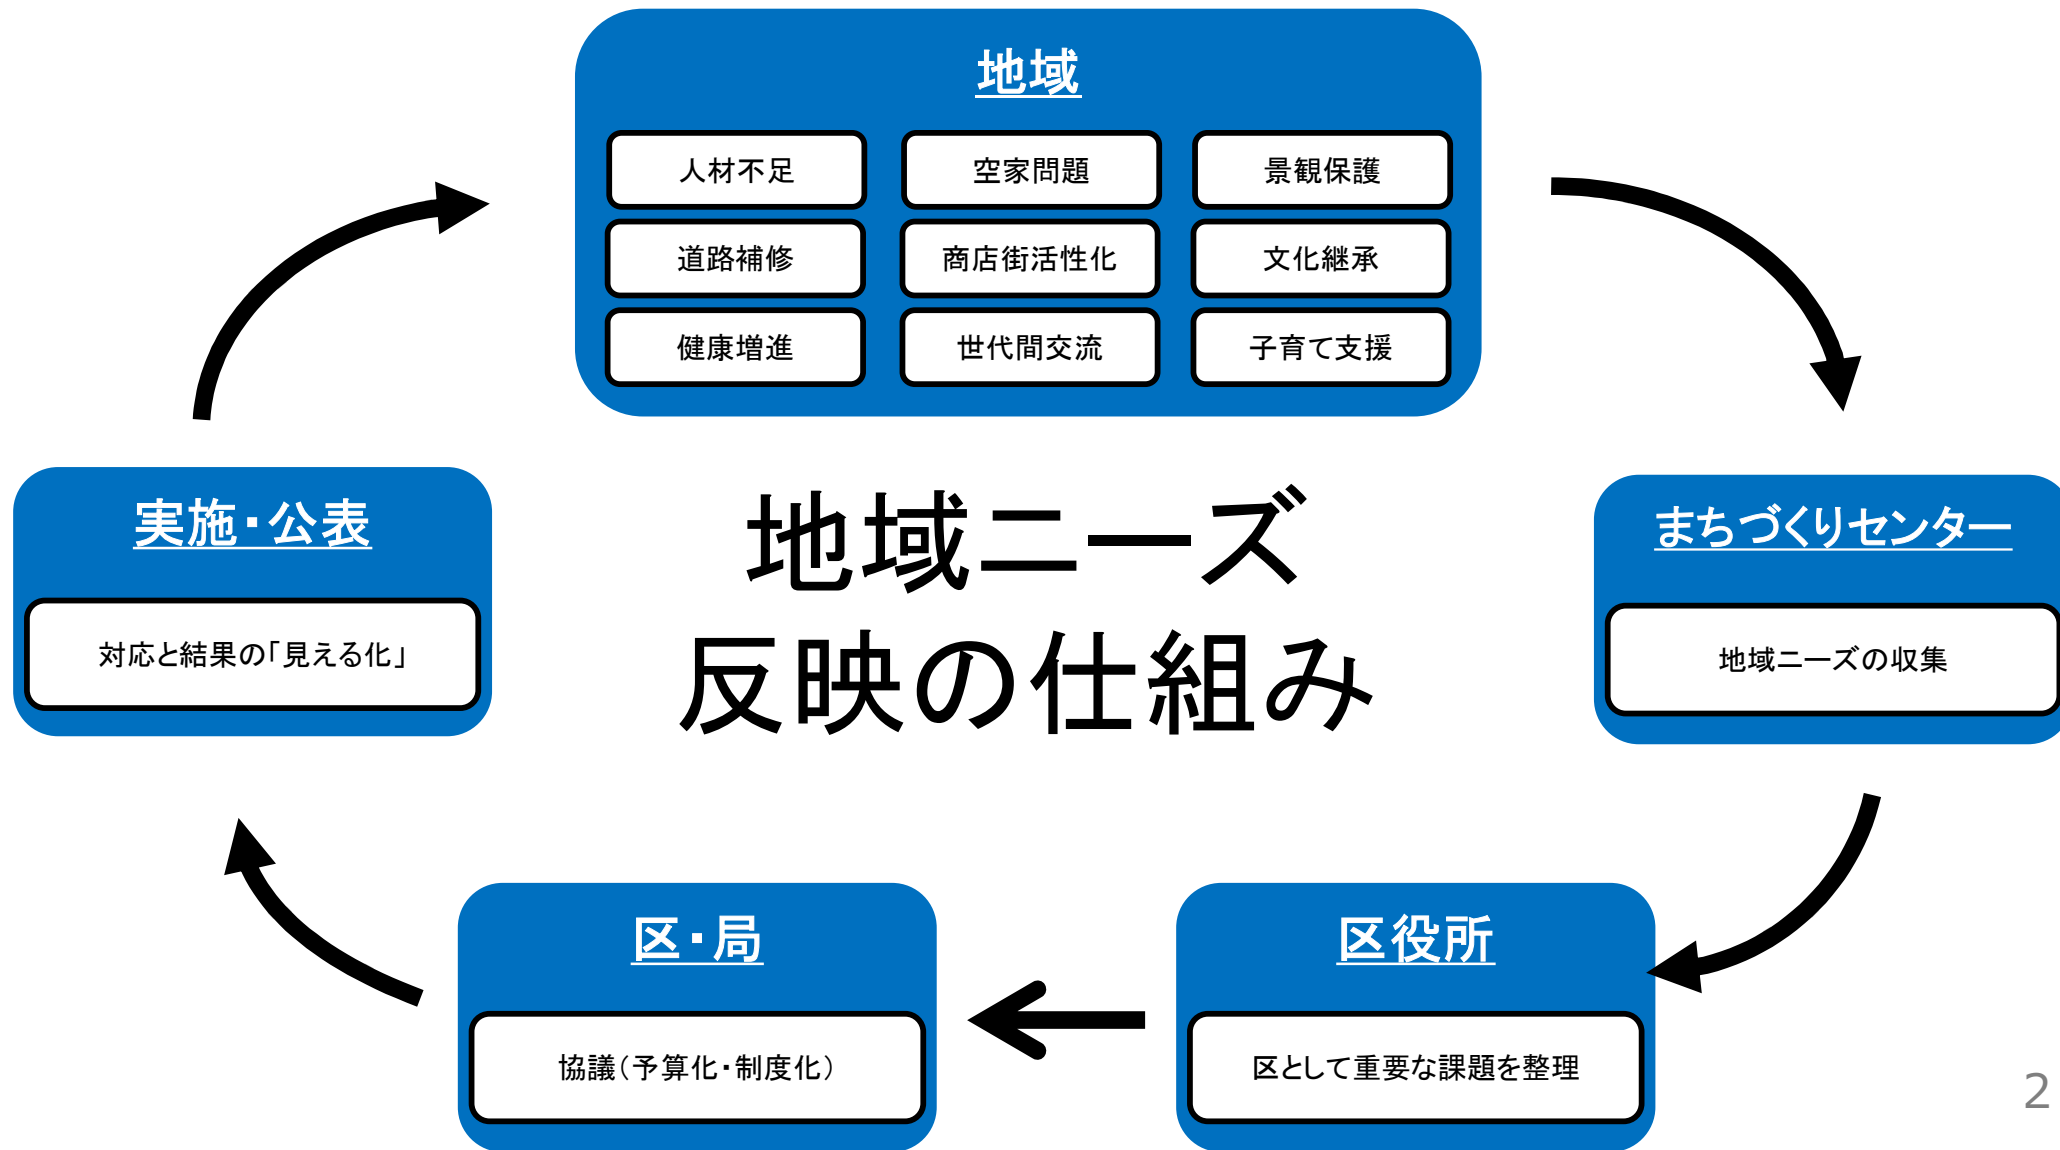 地域
人材不足
空家問題
景観保護
道路補修
商店街活性化
文化継承
健康増進
世代間交流
子育て支援
実施・公表
対応と結果の「見える化」
地域ニーズ
反映の仕組み
まちづくりセンター
地域ニーズの収集
区・局
協議（予算化・制度化）
区役所
区として重要な課題を整理
2